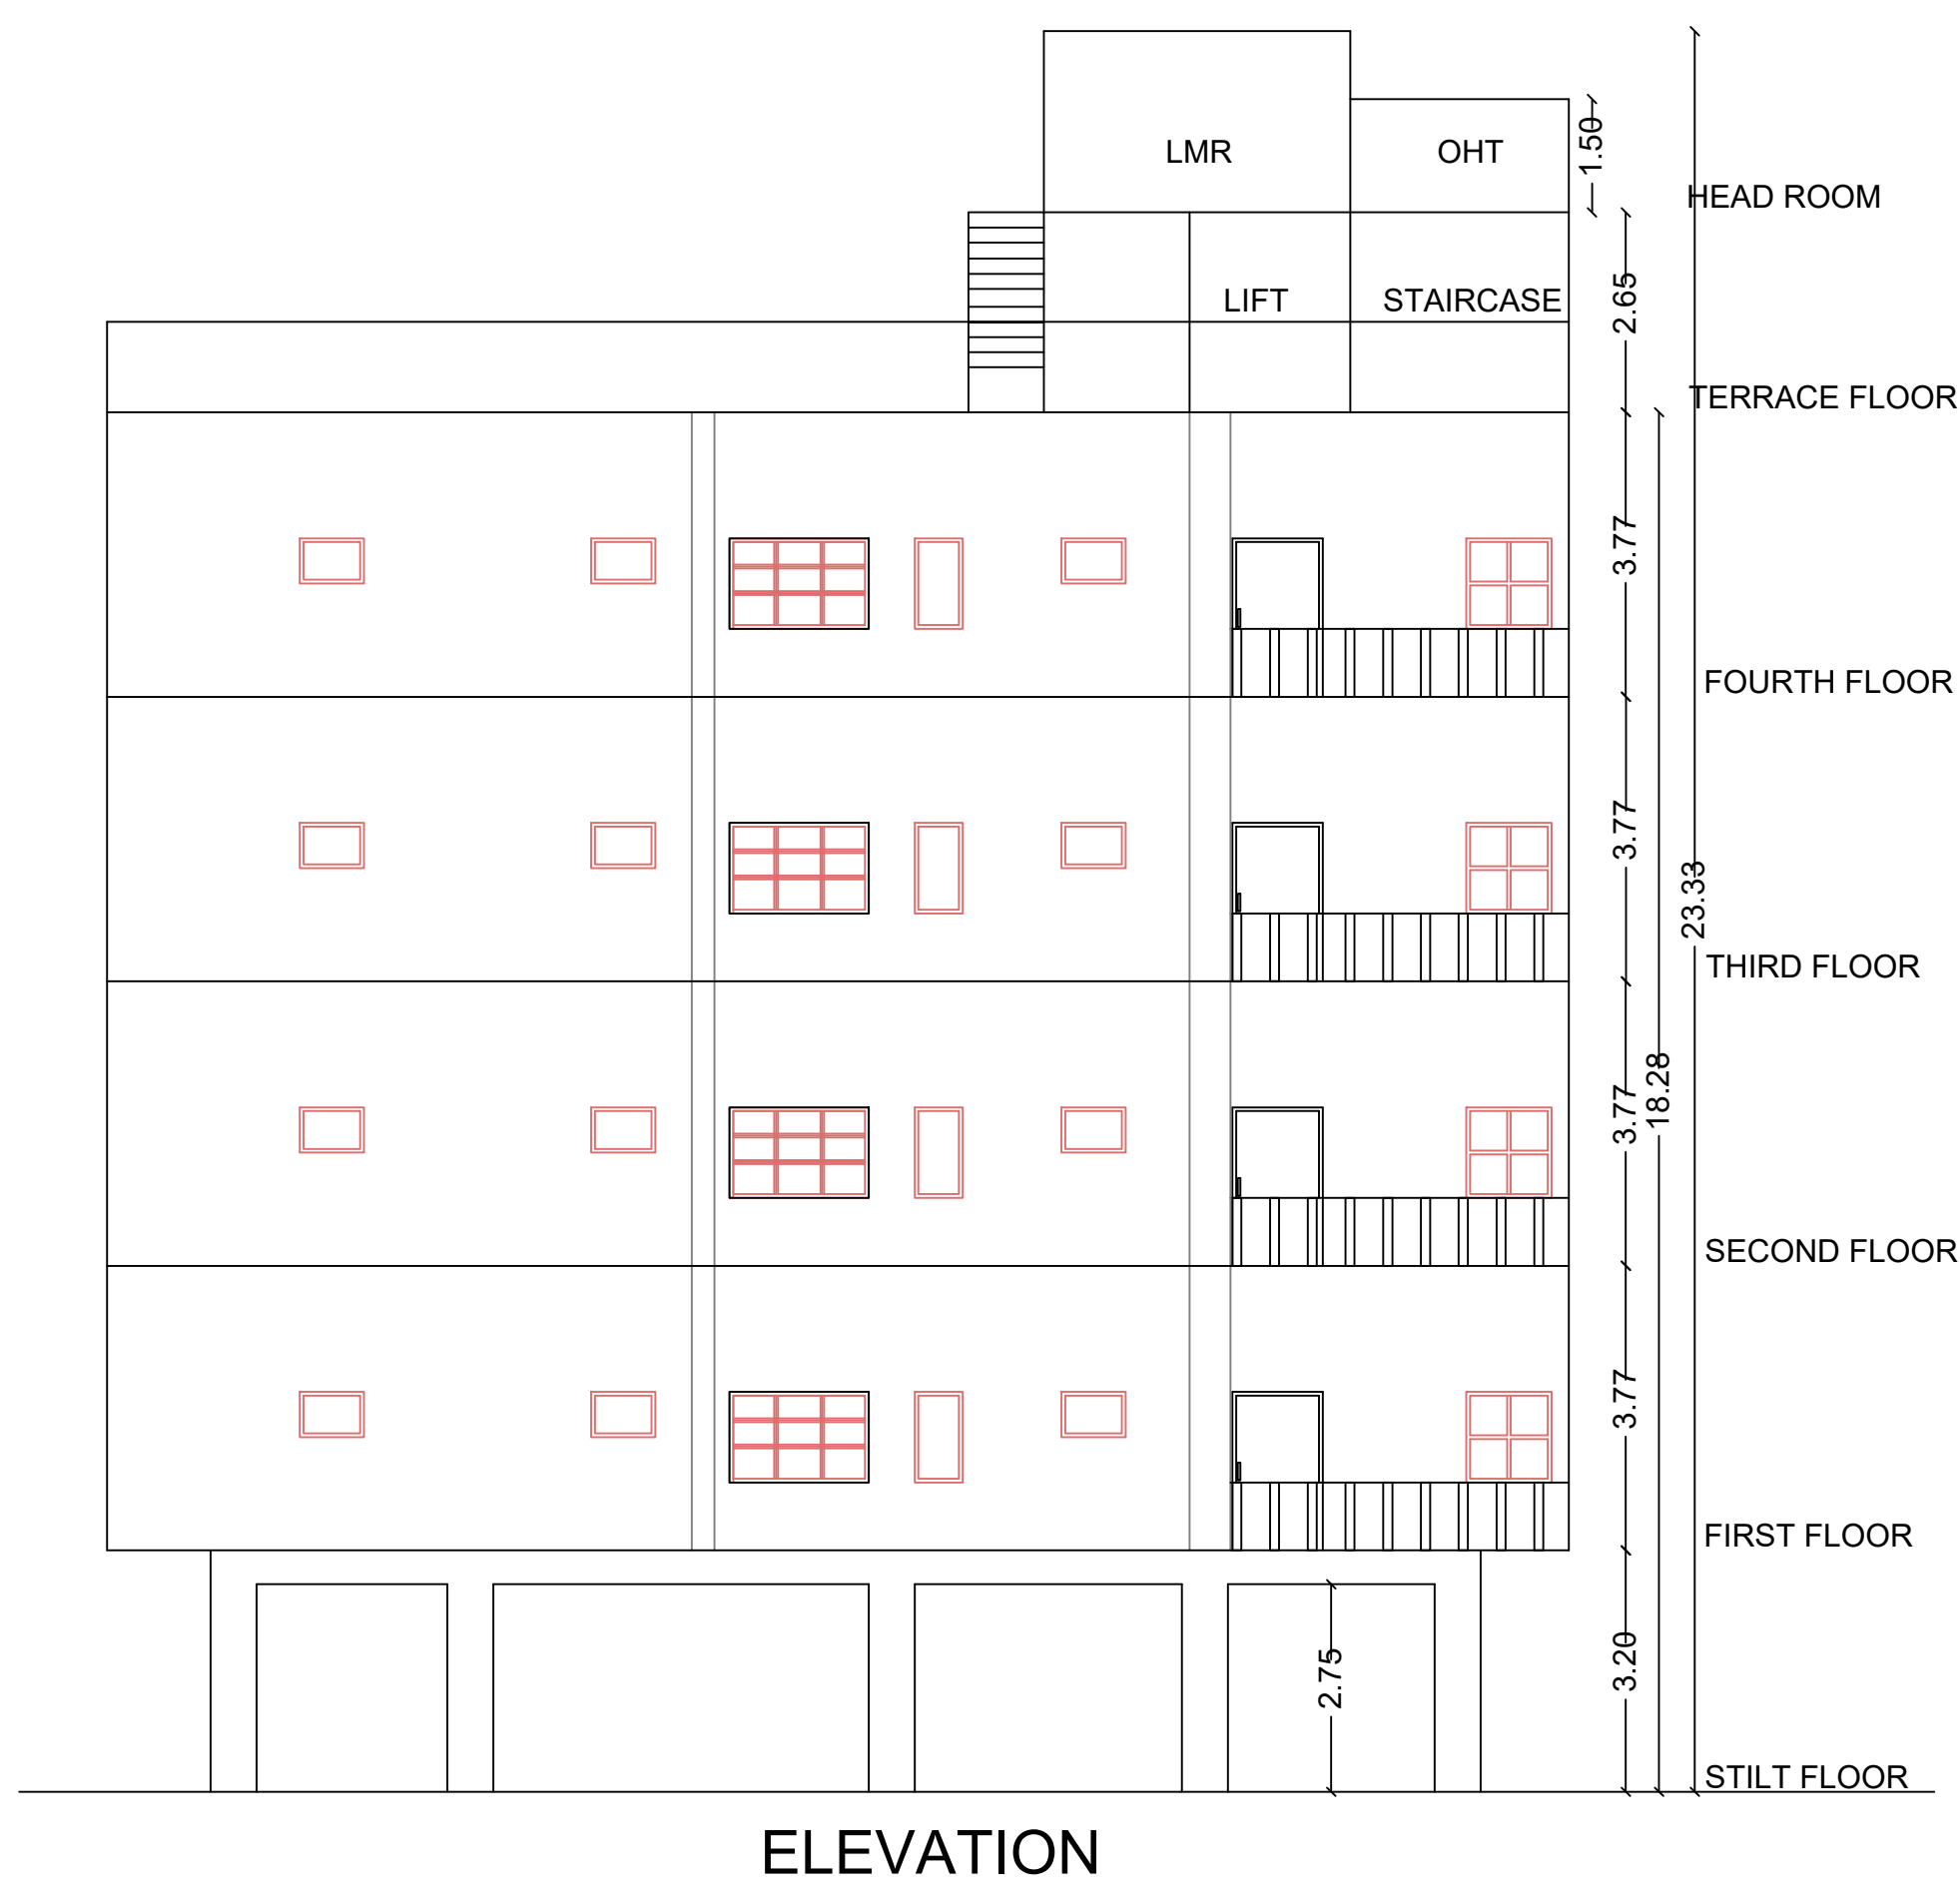 LMR
OHT
1.50
HEAD ROOM
LIFT
STAIRCASE
2.65
TERRACE FLOOR
3.77
FOURTH FLOOR
3.77
23.33
THIRD FLOOR
18.28
3.77
SECOND FLOOR
3.77
FIRST FLOOR
2.75
3.20
STILT FLOOR
ELEVATION